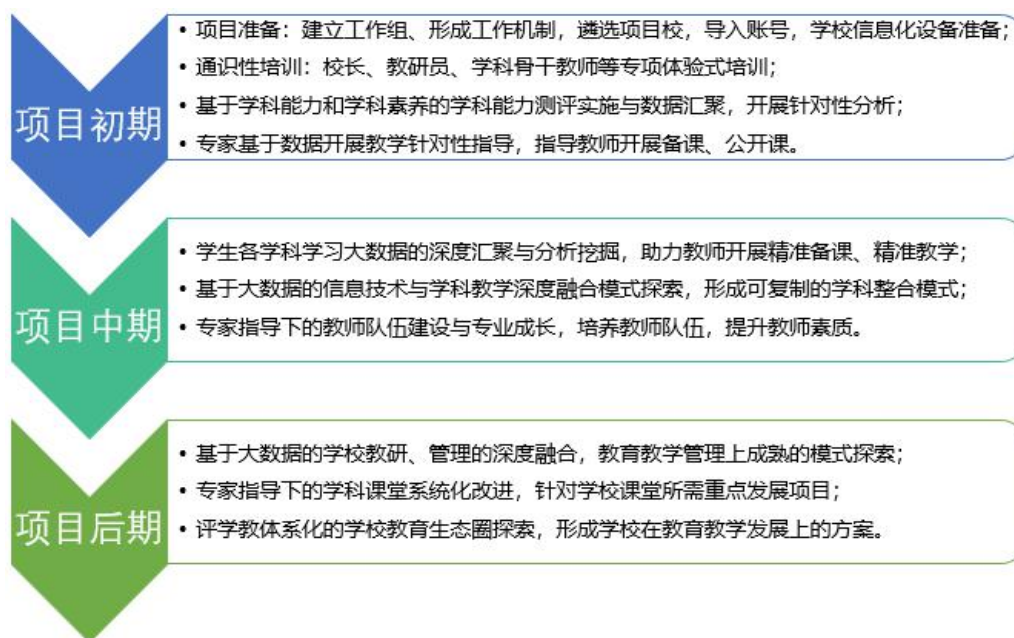 项目初期
• 项目准备：建立工作组、形成工作机制，遴选项目校，导入账号，学校信息化设备准备；
• 通识性培训：校长、教研员、学科骨干教师等专项体验式培训；
• 基于学科能力和学科素养的学科能力测评实施与数据汇聚，开展针对性分析；
• 专家基于数据开展教学针对性指导，指导教师开展备课、公开课。
项目中期
• 学生各学科学习大数据的深度汇聚与分析挖掘，助力教师开展精准备课、精准教学；
• 基于大数据的信息技术与学科教学深度融合模式探索，形成可复制的学科整合模式；
• 专家指导下的教师队伍建设与专业成长，培养教师队伍，提升教师素质。
项目后期
• 基于大数据的学校教研、管理的深度融合，教育教学管理上成熟的模式探索；
• 专家指导下的学科课堂系统化改进，针对学校课堂所需重点发展项目；
• 评学教体系化的学校教育生态圈探索，形成学校在教育教学发展上的方案。